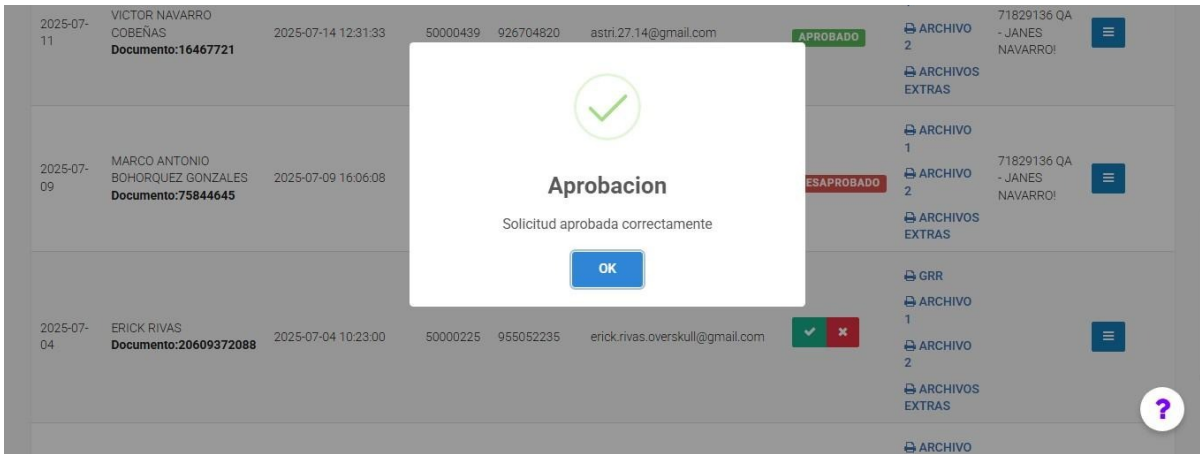 2025-07-
11
VICTOR NAVARRO
COBEÑAS
Documento:16467721
2025-07-14 12:31:33
50000439
926704820
astri.27.14@gmail.com
APROBADO
ARCHIVO
2
ARCHIVOS
EXTRAS
71829136 QA
- JANES
NAVARRO!
2025-07-
09
MARCO ANTONIO
BOHORQUEZ GONZALES
Documento:75844645
2025-07-09 16:06:08
ESAPROBADO
ARCHIVO
1
ARCHIVO
2
ARCHIVOS
EXTRAS
71829136 QA
- JANES
NAVARRO!
Aprobacion
Solicitud aprobada correctamente
OK
2025-07-
04
ERICK RIVAS
Documento:20609372088
2025-07-04 10:23:00
50000225
955052235
erick.rivas.overskull@gmail.com
GRR
ARCHIVO
1
ARCHIVO
2
ARCHIVOS
EXTRAS
?
ARCHIVO